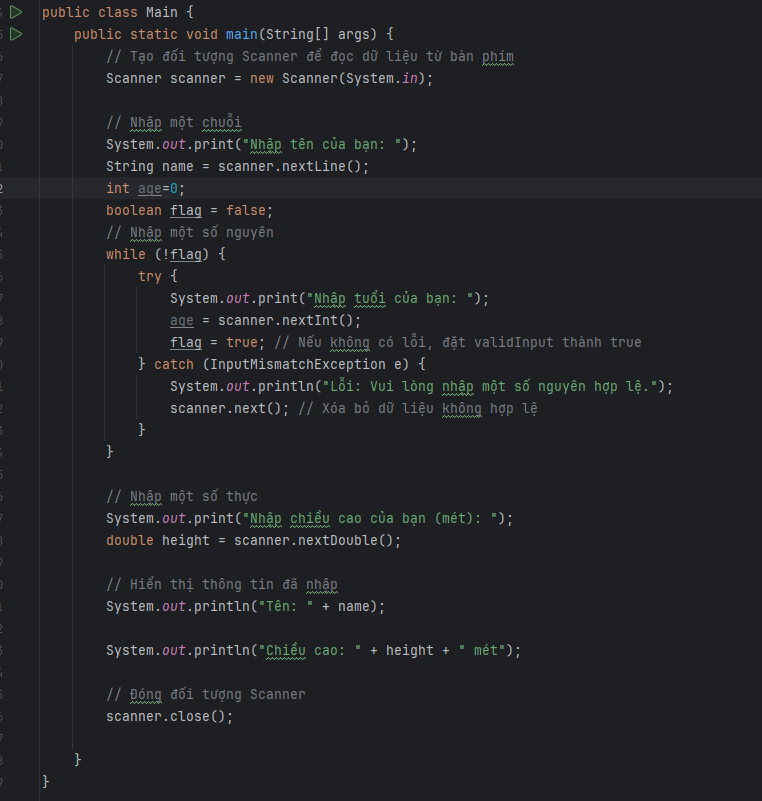 public class Main {
public static void main(String[] args) {
// Tạo đối tượng Scanner để đọc dữ liệu từ bàn phím
Scanner scanner = new Scanner(System.in);
// Nhập một chuỗi
System.out.print("Nhập tên của bạn: ");
String name = scanner.nextLine();
int age=0;
boolean flag = false;
// Nhập một số nguyên
while (!flag) {
try {
System.out.print("Nhập tuổi của bạn: ");
age = scanner.nextInt();
flag = true; // Nếu không có lỗi, đặt validInput thành true
} catch (InputMismatchException e) {
System.out.println("Lỗi: Vui lòng nhập một số nguyên hợp lệ.");
scanner.next(); // Xóa bỏ dữ liệu không hợp lệ
}
}
// Nhập một số thực
System.out.print("Nhập chiều cao của bạn (mét): ");
double height = scanner.nextDouble();
// Hiển thị thông tin đã nhập
System.out.println("Tên: " + name);
System.out.println("Chiều cao: " + height + " mét");
// Đóng đối tượng Scanner
scanner.close();
}
}